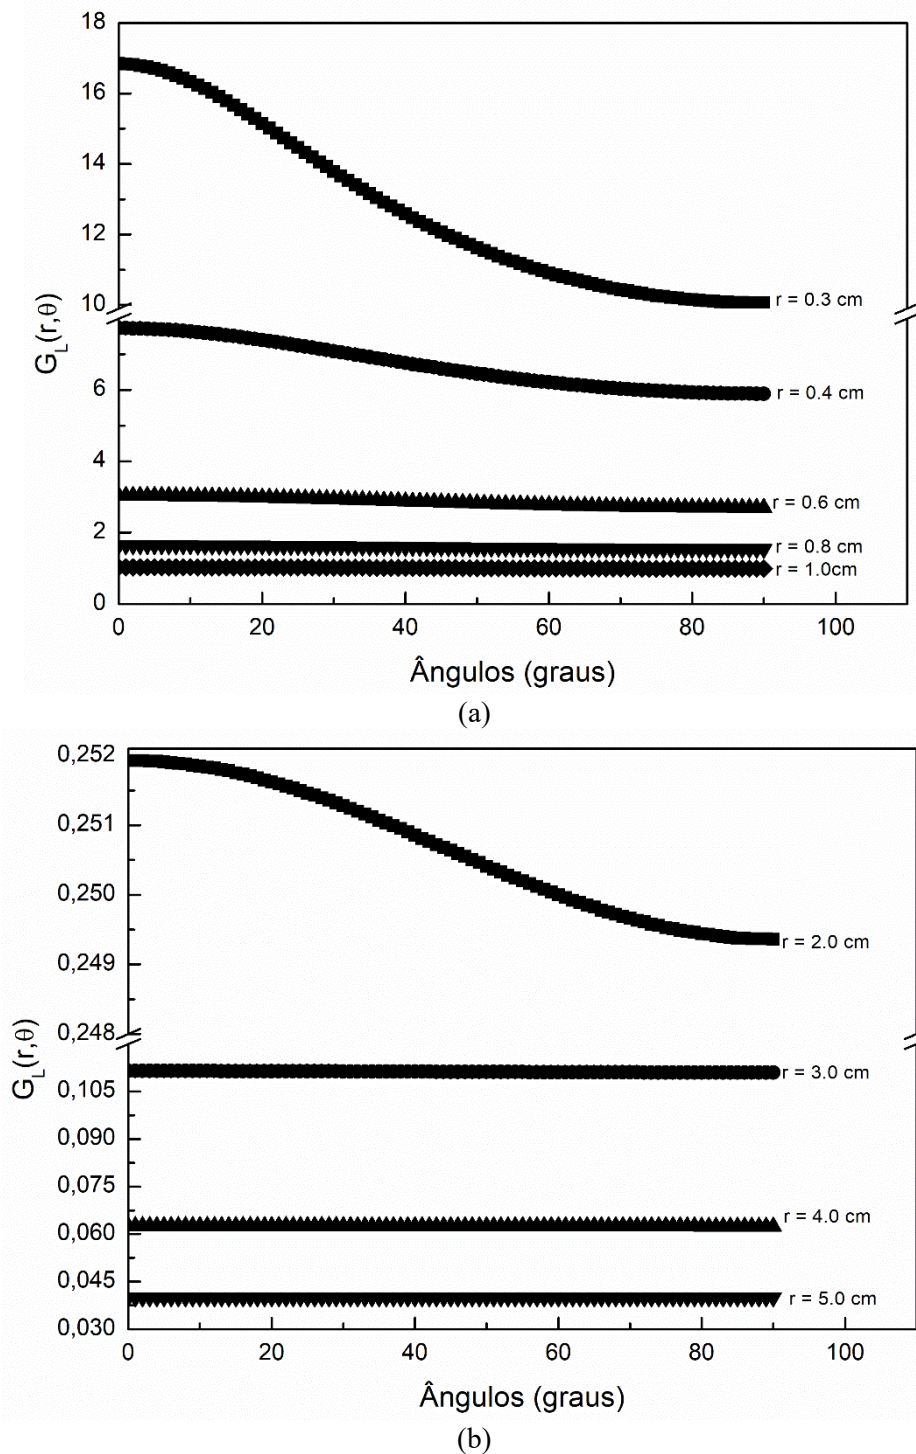 18
16
14
12
10
6
4
2
0
G_L(r,θ)
r = 0.3 cm
r = 0.4 cm
r = 0.6 cm
r = 0.8 cm
r = 1.0cm
0 20 40 60 80 100
Ângulos (graus)
(a)
0,252
0,251
0,250
0,249
0,248
0,105
0,090
0,075
0,060
0,045
0,030
G_L(r,θ)
r = 2.0 cm
r = 3.0 cm
r = 4.0 cm
r = 5.0 cm
0 20 40 60 80 100
Ângulos (graus)
(b)